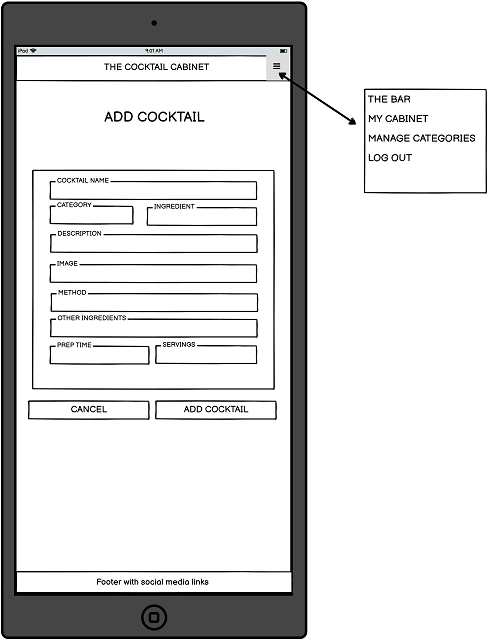 iPod 9:01 AM
THE COCKTAIL CABINET
ADD COCKTAIL
COCKTAIL NAME
CATEGORY INGREDIENT
DESCRIPTION
IMAGE
METHOD
OTHER INGREDIENTS
PREP TIME SERVINGS
CANCEL ADD COCKTAIL
Footer with social media links
THE BAR
MY CABINET
MANAGE CATEGORIES
LOG OUT